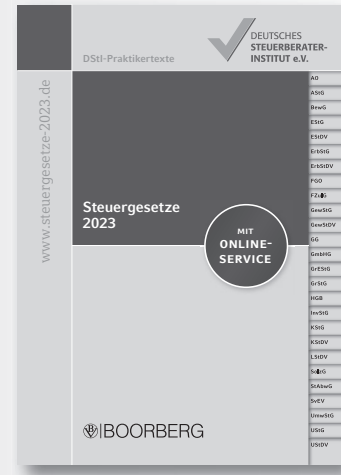 DStI-Praktikertexte
DEUTSCHES
STEUERBERATER-
INSTITUT e.V.
www.steuergesetze-2023.de
Steuergesetze
2023
MIT
ONLINE-
SERVICE
BOORBERG
AO
AStG
BewG
EStG
EStDV
ErbStG
ErbStDV
FGO
FZulG
GewStG
GewStDV
GG
GmbHG
GrEStG
GrStG
HGB
InvStG
KStG
KStDV
LStDV
SolzG
StAbwG
SvEV
UmwStG
UStG
UStDV